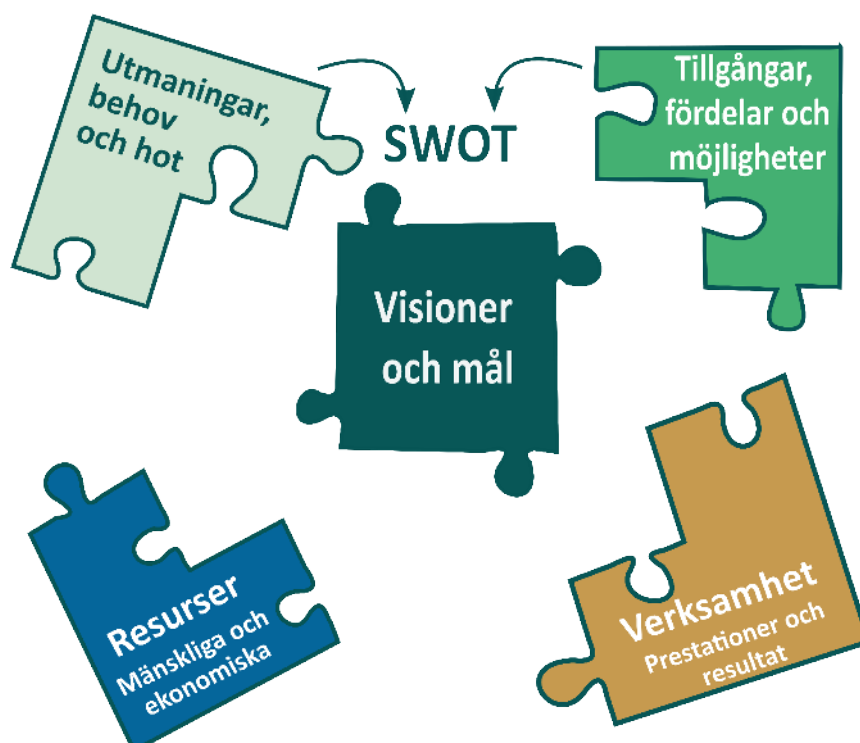 Utmaningar,
behov
och hot
SWOT
Tillgångar,
fördelar och
möjligheter
Visioner
och mål
Resurser
Mänskliga och
ekonomiska
Verksamhet
Prestationer och
resultat